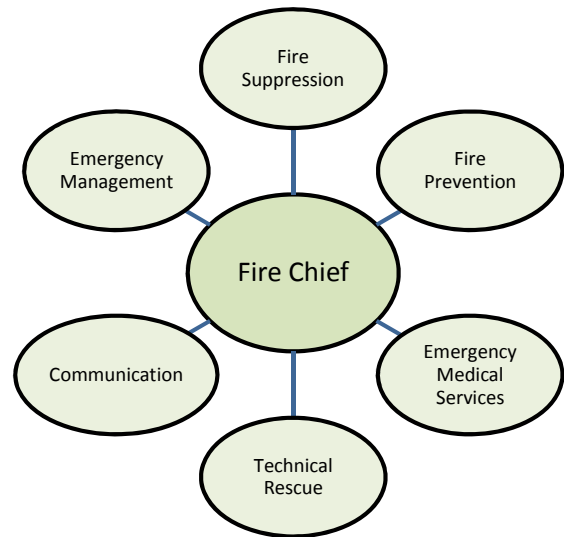 Fire
Suppression
Emergency
Management
Fire
Prevention
Fire Chief
Communication
Emergency
Medical
Services
Technical
Rescue